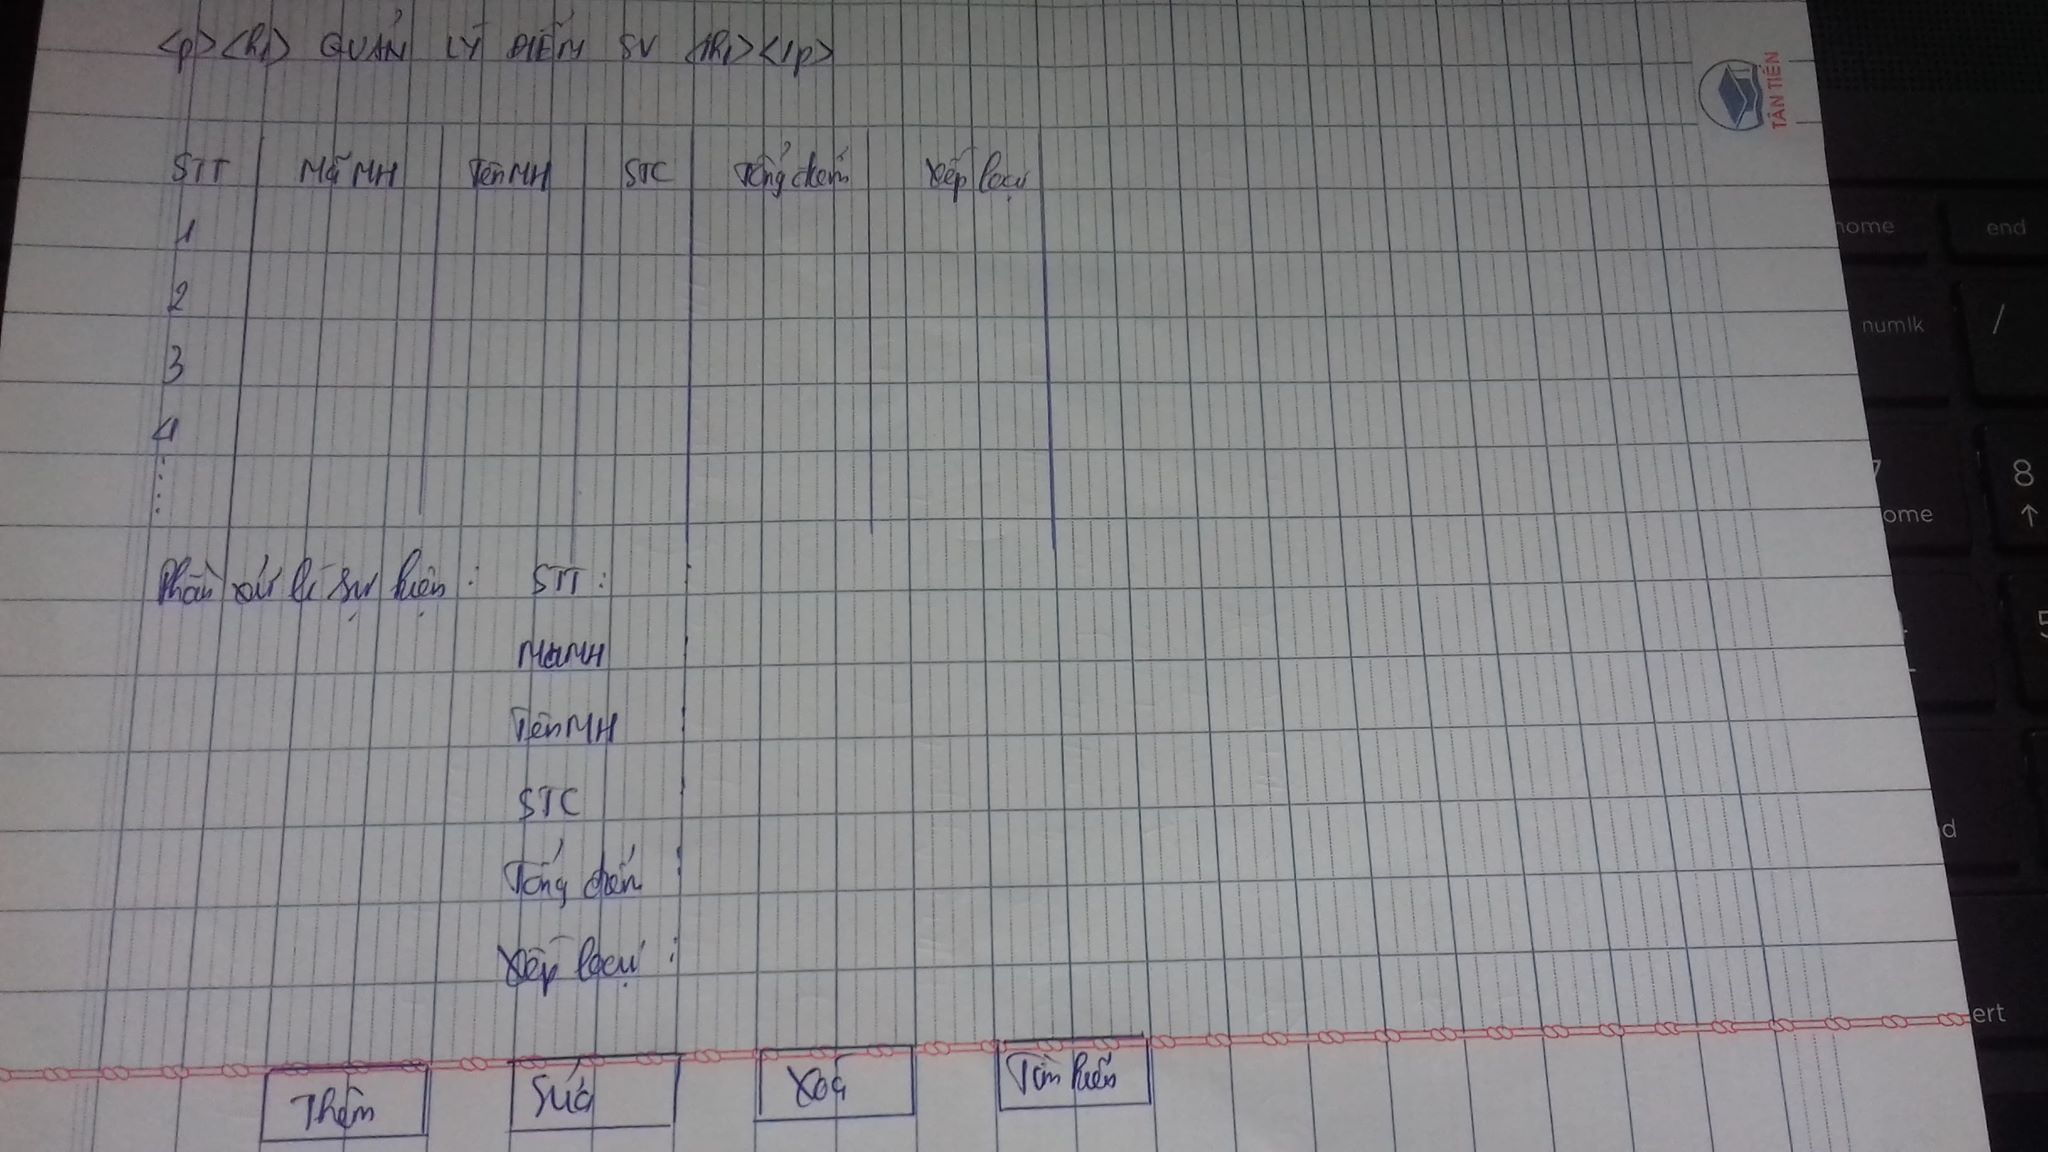 <p><h1> QUẢN LÝ ĐIỂM SV </h1></p>
TÂN TIẾN
STT Mã MH Tên MH STC Tổng điểm Xếp loại
1
2
3
4
Phần xử lí sự kiện : STT :
MaMH :
TênMH :
STC :
Tổng điểm :
Xếp loại :
Thêm Sửa Xoá Tìm kiếm
home end
numlk /
7 8
home ↑
5
d
ert